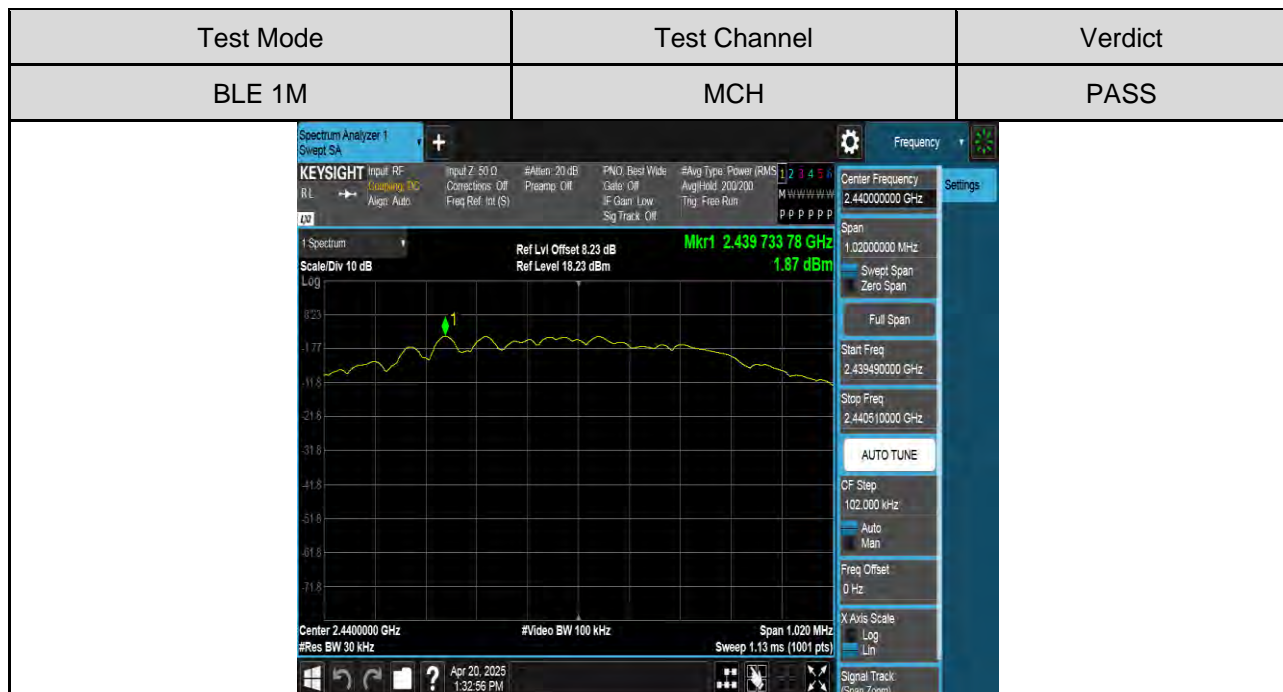 Test Mode Test Channel Verdict
BLE 1M MCH PASS
Spectrum Analyzer 1
Swept SA
+
Frequency
KEYSIGHT
Input: RF
Coupling: DC
Align: Auto
Input Z: 50 Ω
Corrections: Off
Freq Ref: Int (S)
#Atten: 20 dB
Preamp: Off
PNO: Best Wide
Gate: Off
IF Gain: Low
Sig Track: Off
#Avg Type: Power (RMS
Avg|Hold: 200/200
Trig: Free Run
1 2 3 4 5 6
M W W W W W
P P P P P P
R L
LXI
1 Spectrum
Scale/Div 10 dB
Ref Lvl Offset 8.23 dB
Ref Level 18.23 dBm
Mkr1 2.439 733 78 GHz
1.87 dBm
Log
8.23
-1.77
-11.8
-21.6
-31.8
-41.8
-51.8
-61.8
-71.8
1
Center 2.4400000 GHz
#Video BW 100 kHz
Span 1.020 MHz
#Res BW 30 kHz
Sweep 1.13 ms (1001 pts)
?
Apr 20, 2025
1:32:56 PM
Center Frequency
2.440000000 GHz
Settings
Span
1.02000000 MHz
Swept Span
Zero Span
Full Span
Start Freq
2.439490000 GHz
Stop Freq
2.440510000 GHz
AUTO TUNE
CF Step
102.000 kHz
Auto
Man
Freq Offset
0 Hz
X Axis Scale
Log
Lin
Signal Track
(Span Zoom)